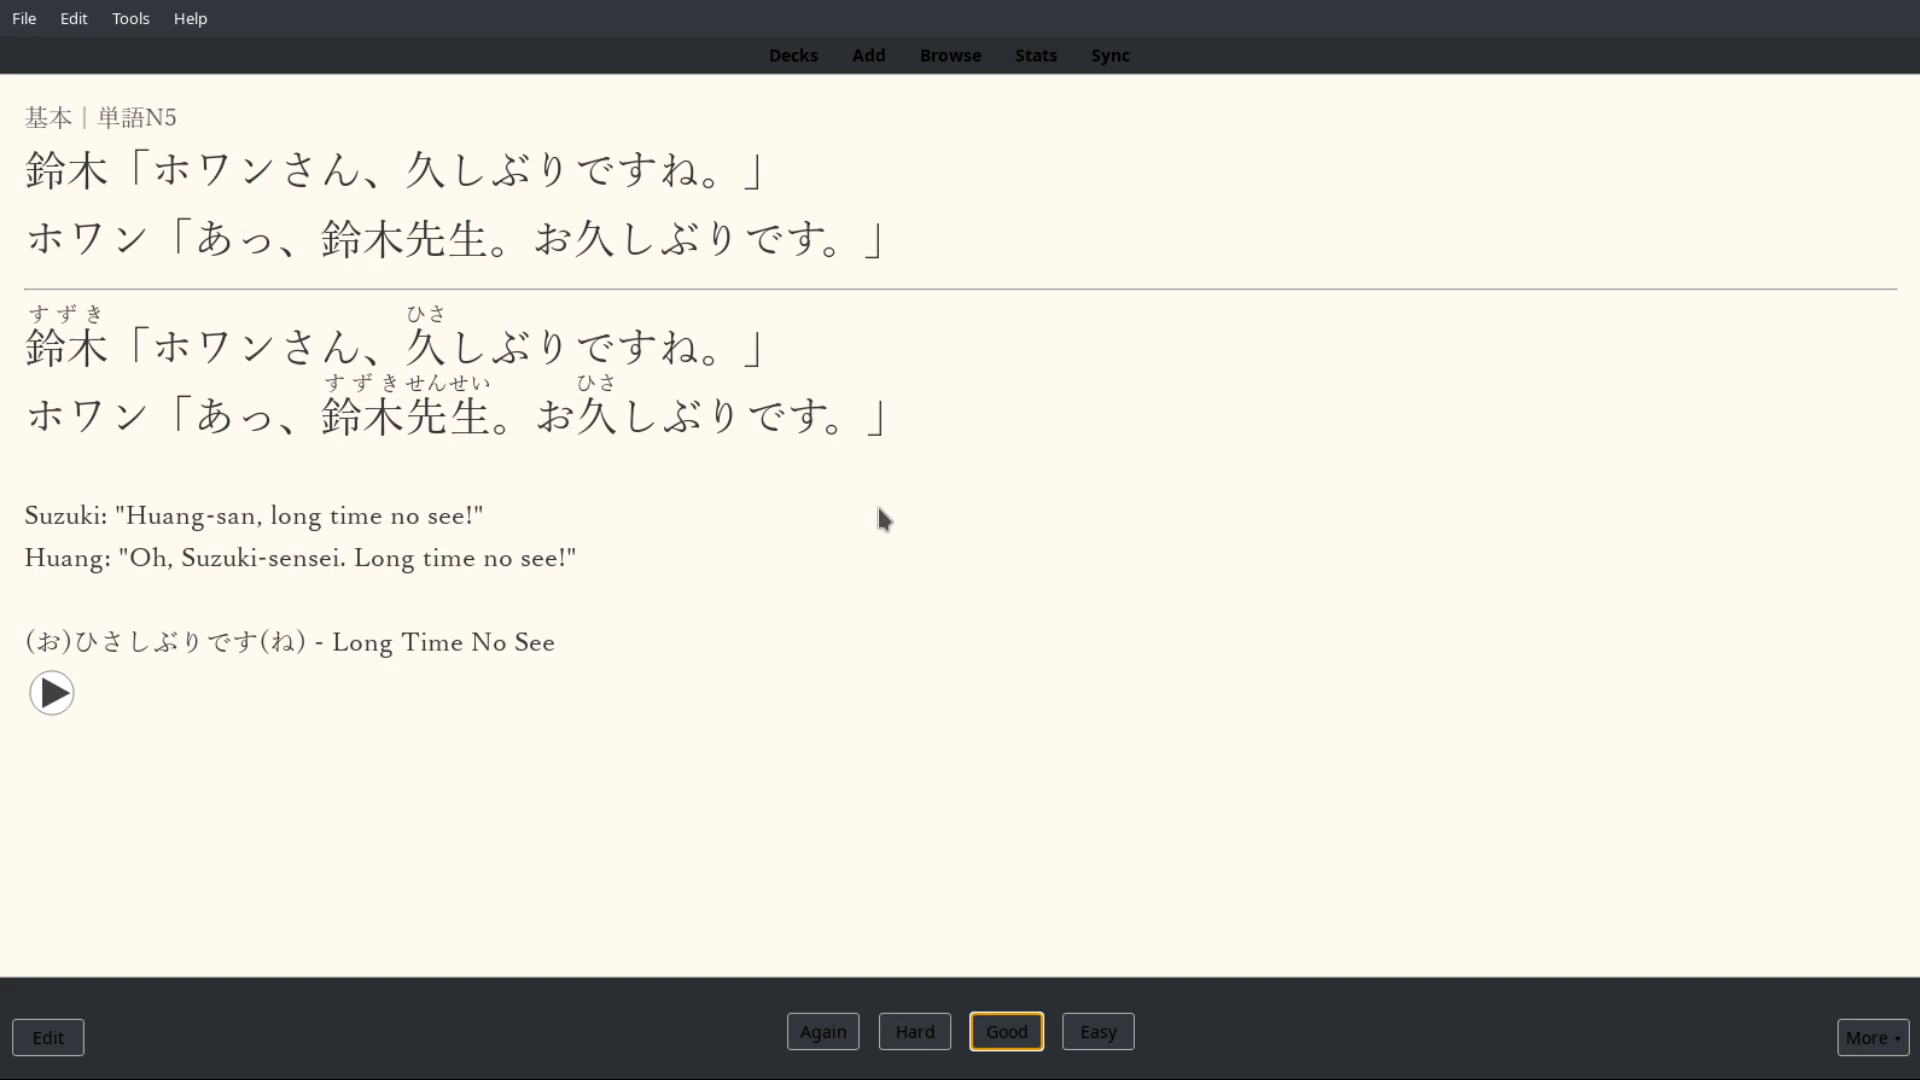 File Edit Tools Help
Decks Add Browse Stats Sync
基本｜単語N5
鈴木「ホワンさん、久しぶりですね。」
ホワン「あっ、鈴木先生。お久しぶりです。」
すずき ひさ
鈴木「ホワンさん、久しぶりですね。」
すずきせんせい ひさ
ホワン「あっ、鈴木先生。お久しぶりです。」
Suzuki: "Huang-san, long time no see!"
Huang: "Oh, Suzuki-sensei. Long time no see!"
(お)ひさしぶりです(ね) - Long Time No See
Edit Again Hard Good Easy More